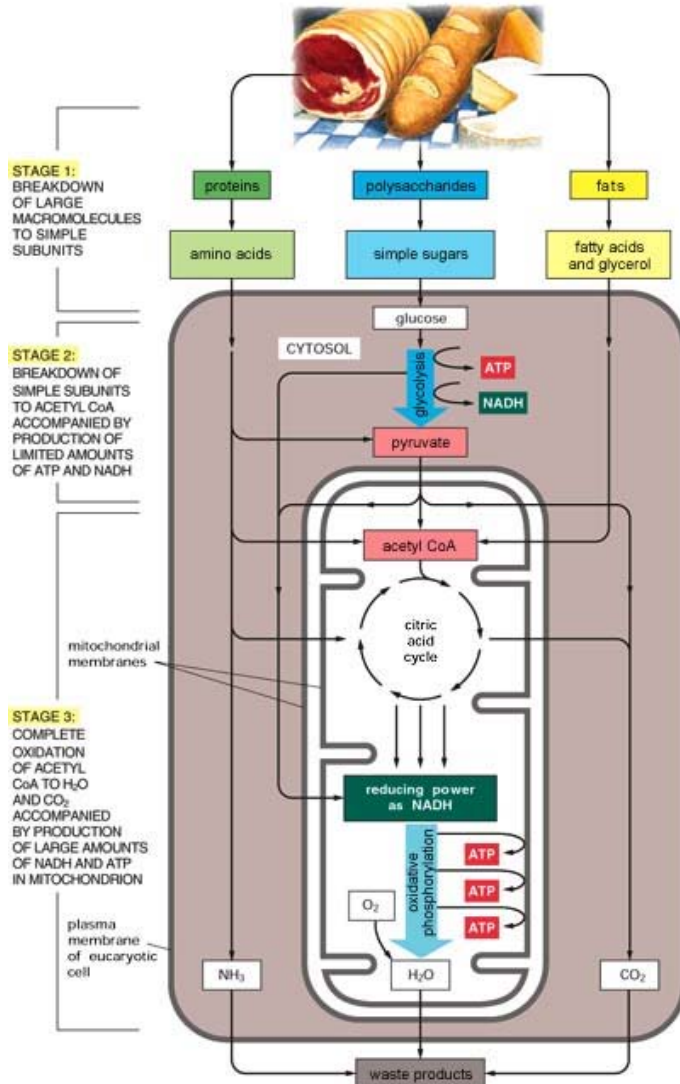 STAGE 1:
BREAKDOWN
OF LARGE
MACROMOLECULES
TO SIMPLE
SUBUNITS
proteins
polysaccharides
fats
amino acids
simple sugars
fatty acids
and glycerol
STAGE 2:
BREAKDOWN OF
SIMPLE SUBUNITS
TO ACETYL CoA
ACCOMPANIED BY
PRODUCTION OF
LIMITED AMOUNTS
OF ATP AND NADH
glucose
CYTOSOL
glycolysis
ATP
NADH
pyruvate
acetyl CoA
citric
acid
cycle
mitochondrial
membranes
STAGE 3:
COMPLETE
OXIDATION
OF ACETYL
CoA TO H₂O
AND CO₂
ACCOMPANIED
BY PRODUCTION
OF LARGE AMOUNTS
OF NADH AND ATP
IN MITOCHONDRION
reducing power
as NADH
oxidative
phosphorylation
ATP
ATP
ATP
O₂
plasma
membrane
of eucaryotic
cell
NH₃
H₂O
CO₂
waste products